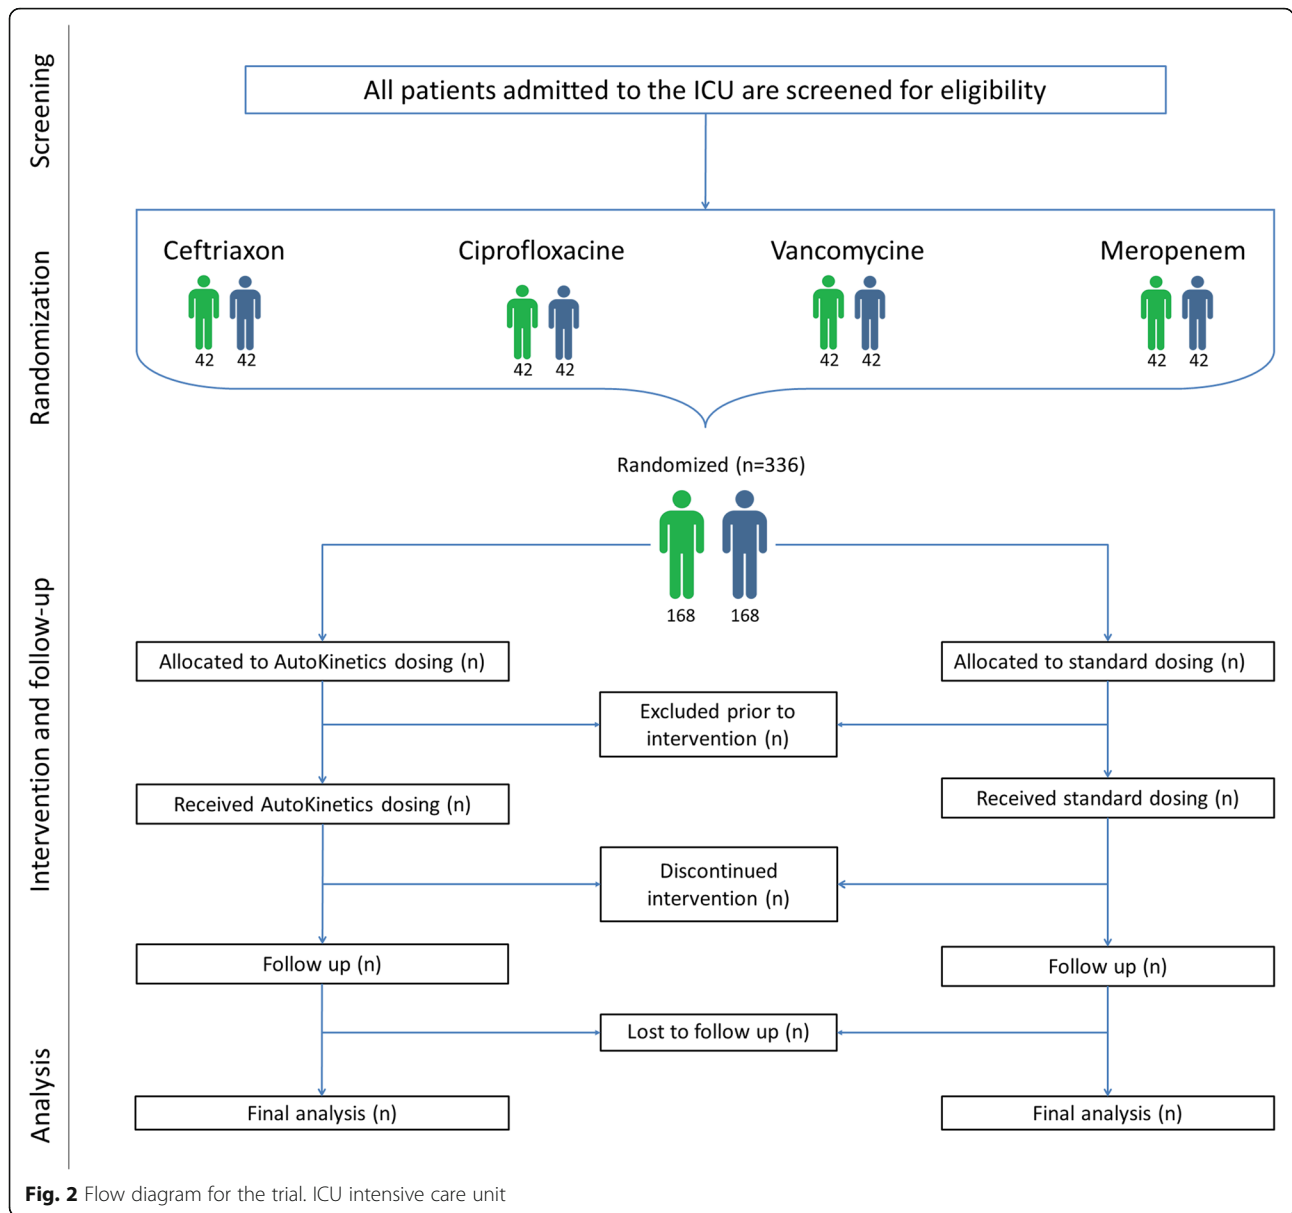 Screening
All patients admitted to the ICU are screened for eligibility
Randomization
Ceftriaxon
42 42
Ciprofloxacine
42 42
Vancomycine
42 42
Meropenem
42 42
Randomized (n=336)
168 168
Intervention and follow-up
Allocated to AutoKinetics dosing (n)
Allocated to standard dosing (n)
Excluded prior to
intervention (n)
Received AutoKinetics dosing (n)
Received standard dosing (n)
Discontinued
intervention (n)
Follow up (n)
Follow up (n)
Lost to follow up (n)
Analysis
Final analysis (n)
Final analysis (n)
Fig. 2 Flow diagram for the trial. ICU intensive care unit